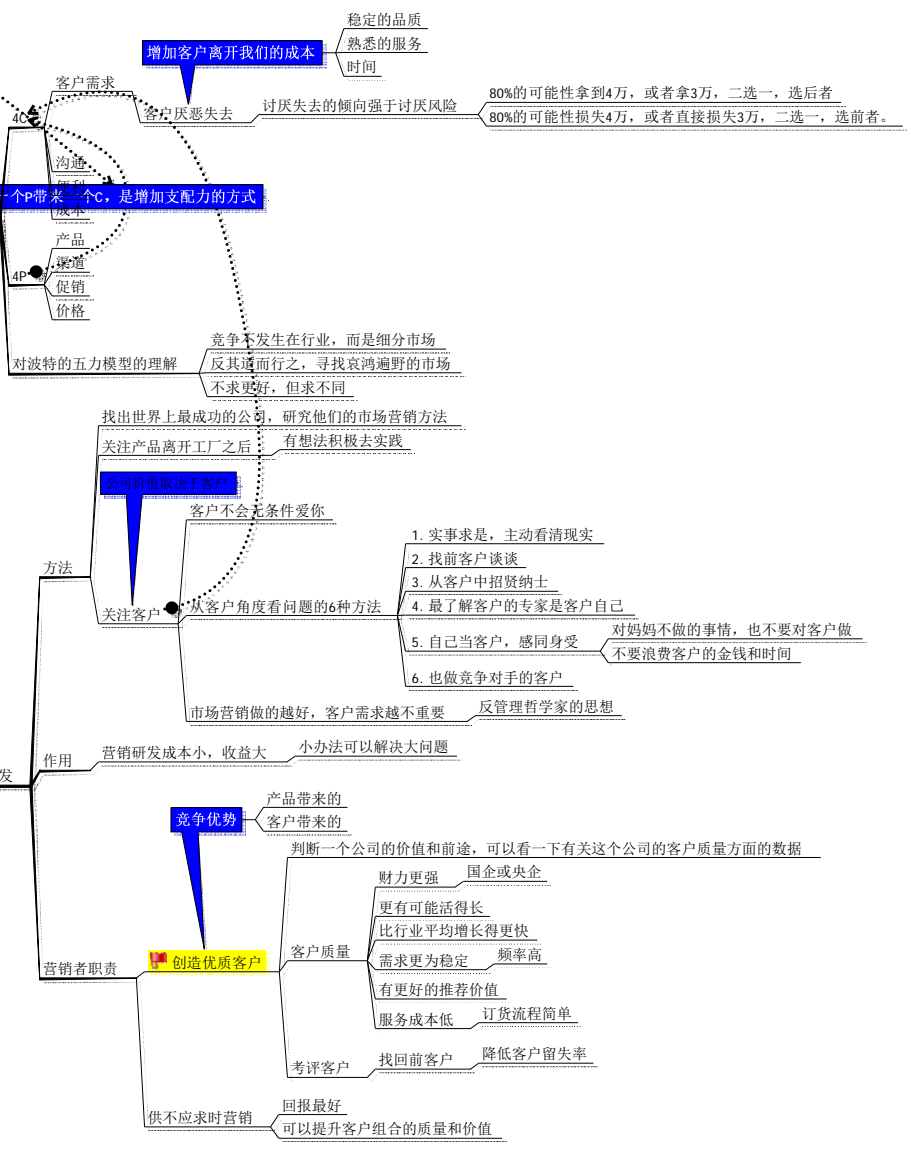 稳定的品质
增加客户离开我们的成本
熟悉的服务
时间
客户需求
4C
客户厌恶失去
讨厌失去的倾向强于讨厌风险
80%的可能性拿到4万，或者拿3万，二选一，选后者
80%的可能性损失4万，或者直接损失3万，二选一，选前者。
沟通
便利
一个P带来一个C，是增加支配力的方式
成本
产品
4P
渠道
促销
价格
对波特的五力模型的理解
竞争不发生在行业，而是细分市场
反其道而行之，寻找哀鸿遍野的市场
不求更好，但求不同
找出世界上最成功的公司，研究他们的市场营销方法
关注产品离开工厂之后
有想法积极去实践
公司价值取决于客户
客户不会无条件爱你
方法
关注客户
从客户角度看问题的6种方法
1. 实事求是，主动看清现实
2. 找前客户谈谈
3. 从客户中招贤纳士
4. 最了解客户的专家是客户自己
5. 自己当客户，感同身受
对妈妈不做的事情，也不要对客户做
不要浪费客户的金钱和时间
6. 也做竞争对手的客户
市场营销做的越好，客户需求越不重要
反管理哲学家的思想
发
作用
营销研发成本小，收益大
小办法可以解决大问题
竞争优势
产品带来的
客户带来的
判断一个公司的价值和前途，可以看一下有关这个公司的客户质量方面的数据
营销者职责
创造优质客户
客户质量
财力更强
国企或央企
更有可能活得长
比行业平均增长得更快
需求更为稳定
频率高
有更好的推荐价值
服务成本低
订货流程简单
考评客户
找回前客户
降低客户留失率
供不应求时营销
回报最好
可以提升客户组合的质量和价值